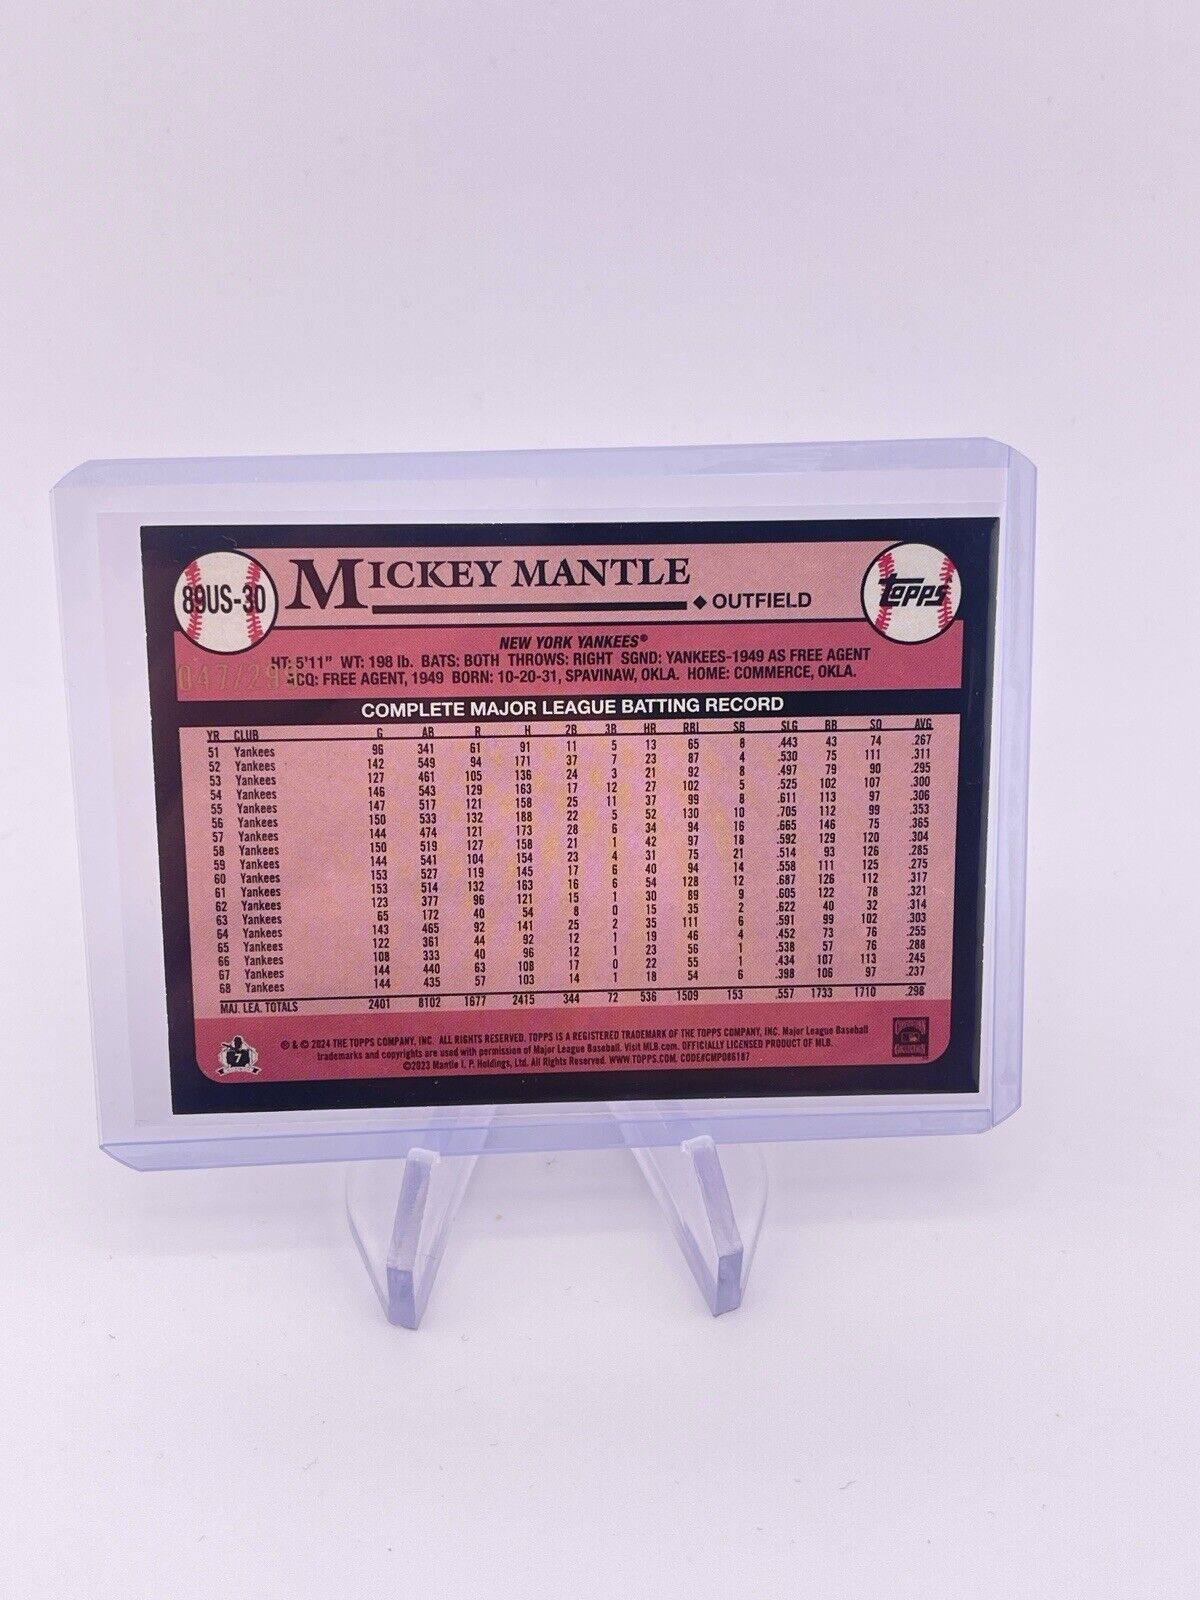 89US-30 MICKEY MANTLE
OUTFIELD
Topps
NEW YORK YANKEES®
HT: 5'11" WT: 198 lb. BATS: BOTH THROWS: RIGHT SGND: YANKEES-1949 AS FREE AGENT
ACQ: FREE AGENT, 1949 BORN: 10-20-31, SPAVINAW, OKLA. HOME: COMMERCE, OKLA.
047/299
COMPLETE MAJOR LEAGUE BATTING RECORD
YR CLUB G AB R H 2B 3B HR RBI SB SLG BB SO AVG
51 Yankees 96 341 61 91 11 5 13 65 8 .443 43 74 .267
52 Yankees 142 549 94 171 37 7 23 87 4 .530 75 111 .311
53 Yankees 127 461 105 136 24 3 21 92 8 .497 79 90 .295
54 Yankees 146 543 129 163 17 12 27 102 5 .525 102 107 .300
55 Yankees 147 517 121 158 25 11 37 99 8 .611 113 97 .306
56 Yankees 150 533 132 188 22 5 52 130 10 .705 112 99 .353
57 Yankees 144 474 121 173 28 6 34 94 16 .665 146 75 .365
58 Yankees 150 519 127 158 21 1 42 97 18 .592 129 120 .304
59 Yankees 144 541 104 154 23 4 31 75 21 .514 93 126 .285
60 Yankees 153 527 119 145 17 6 40 94 14 .558 111 125 .275
61 Yankees 153 514 132 163 16 6 54 128 12 .687 126 112 .317
62 Yankees 123 377 96 121 15 1 30 89 9 .605 122 78 .321
63 Yankees 65 172 40 54 8 0 15 35 2 .622 40 32 .314
64 Yankees 143 465 92 141 25 2 35 111 6 .591 99 102 .303
65 Yankees 122 361 44 92 12 1 19 46 4 .452 73 76 .255
66 Yankees 108 333 40 96 12 1 23 56 1 .538 57 76 .288
67 Yankees 144 440 63 108 17 0 22 55 1 .434 107 113 .245
68 Yankees 144 435 57 103 14 1 18 54 6 .398 106 97 .237
MAJ. LEA. TOTALS 2401 8102 1677 2415 344 72 536 1509 153 .557 1733 1710 .298
® & © 2024 THE TOPPS COMPANY, INC. ALL RIGHTS RESERVED. TOPPS IS A REGISTERED TRADEMARK OF THE TOPPS COMPANY, INC. Major League Baseball
trademarks and copyrights are used with permission of Major League Baseball. Visit MLB.com. OFFICIALLY LICENSED PRODUCT OF MLB.
©2023 Mantle I. P. Holdings, Ltd. All Rights Reserved. WWW.TOPPS.COM. CODE#CMP086187
7
COLLECTION